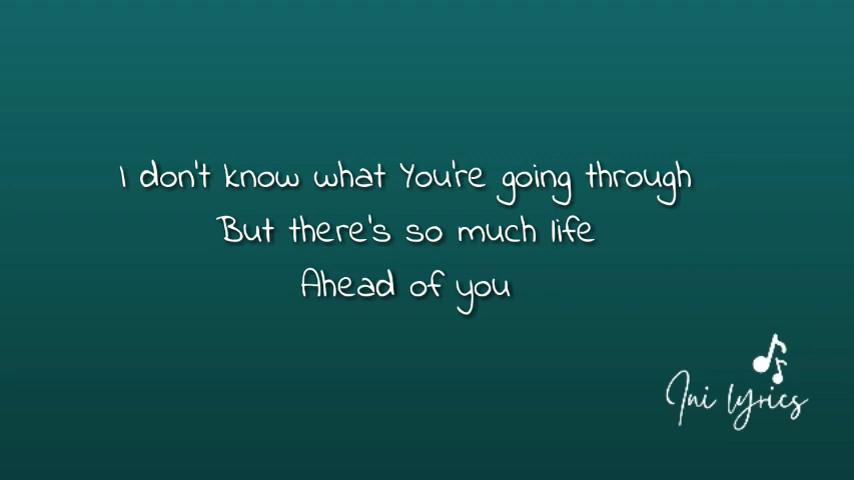 I don't know what You're going through
But there's so much life
Ahead of you
Ini lyrics